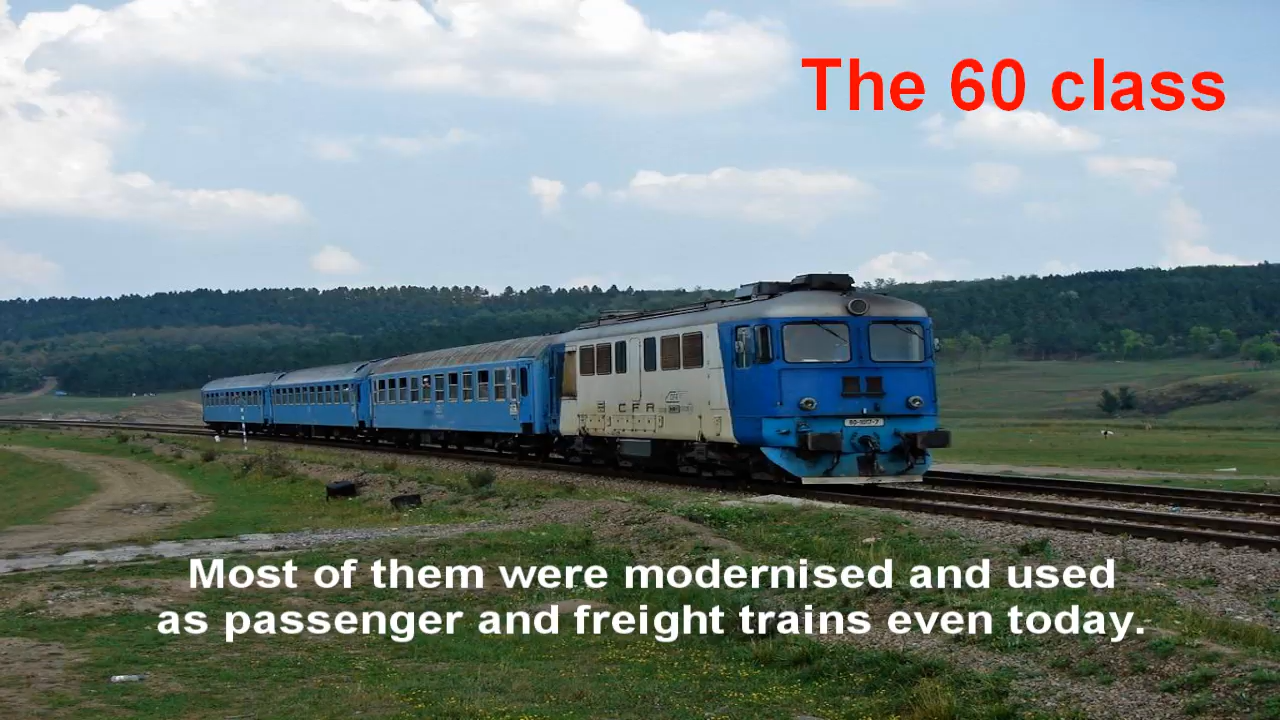 The 60 class
CFR
Most of them were modernised and used
as passenger and freight trains even today.